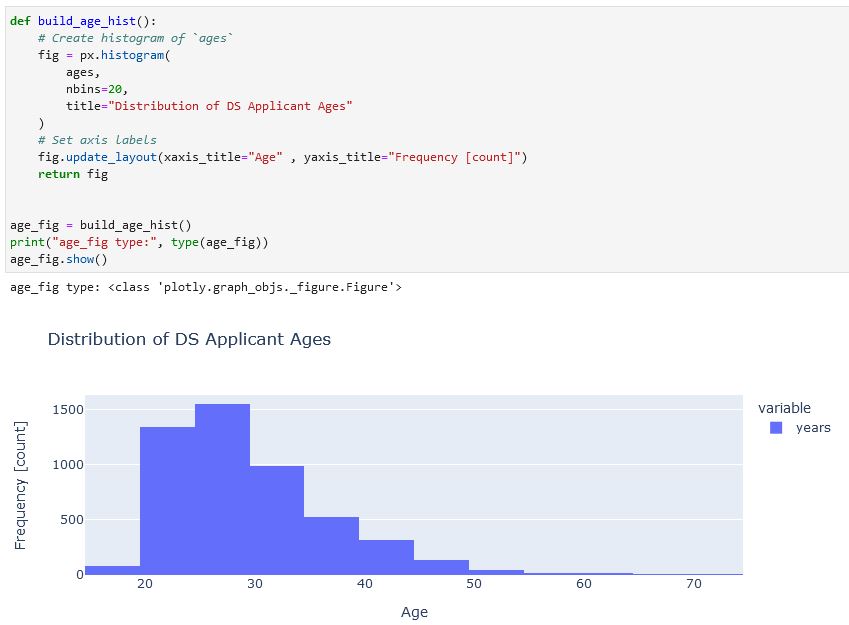 def build_age_hist():
    # Create histogram of `ages`
    fig = px.histogram(
        ages,
        nbins=20,
        title="Distribution of DS Applicant Ages"
    )
    # Set axis labels
    fig.update_layout(xaxis_title="Age" , yaxis_title="Frequency [count]")
    return fig
age_fig = build_age_hist()
print("age_fig type:", type(age_fig))
age_fig.show()
age_fig type: <class 'plotly.graph_objs._figure.Figure'>
Distribution of DS Applicant Ages
Frequency [count]
1500
1000
500
0
20 30 40 50 60 70
Age
variable
years